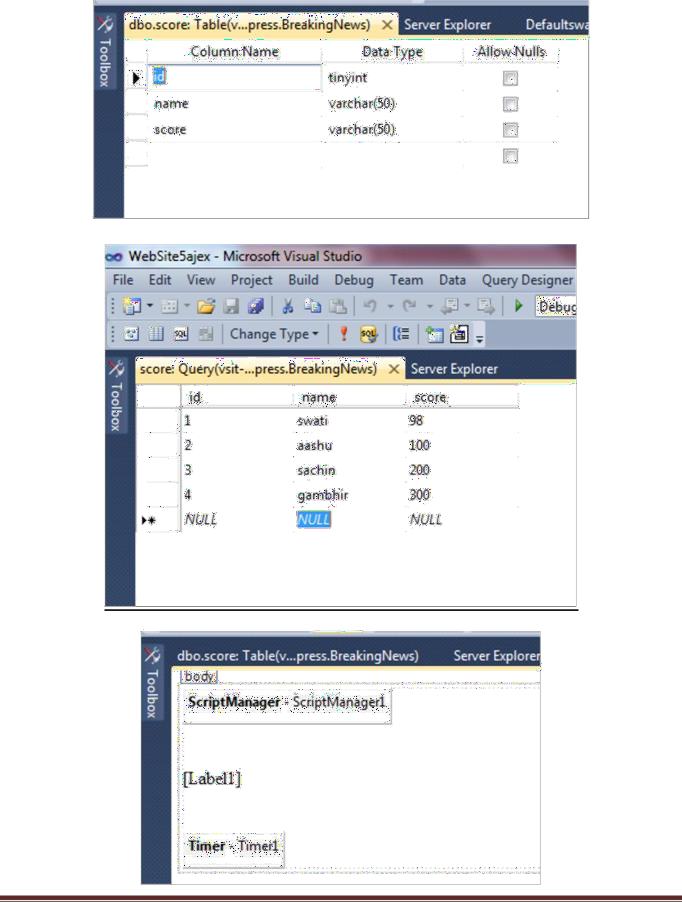 dbo.score: Table(v...press.BreakingNews) Server Explorer Defaultswa
Toolbox
Column Name Data Type Allow Nulls
id tinyint
name varchar(50)
score varchar(50)
WebSite5ajex - Microsoft Visual Studio
File Edit View Project Build Debug Team Data Query Designer
Debug
SQL Change Type SQL
score: Query(vsit-...press.BreakingNews) Server Explorer
Toolbox
id name score
1 swati 98
2 aashu 100
3 sachin 200
4 gambhir 300
NULL NULL NULL
dbo.score: Table(v...press.BreakingNews) Server Explorer
Toolbox
body
ScriptManager - ScriptManager1
[Label1]
Timer - Timer1